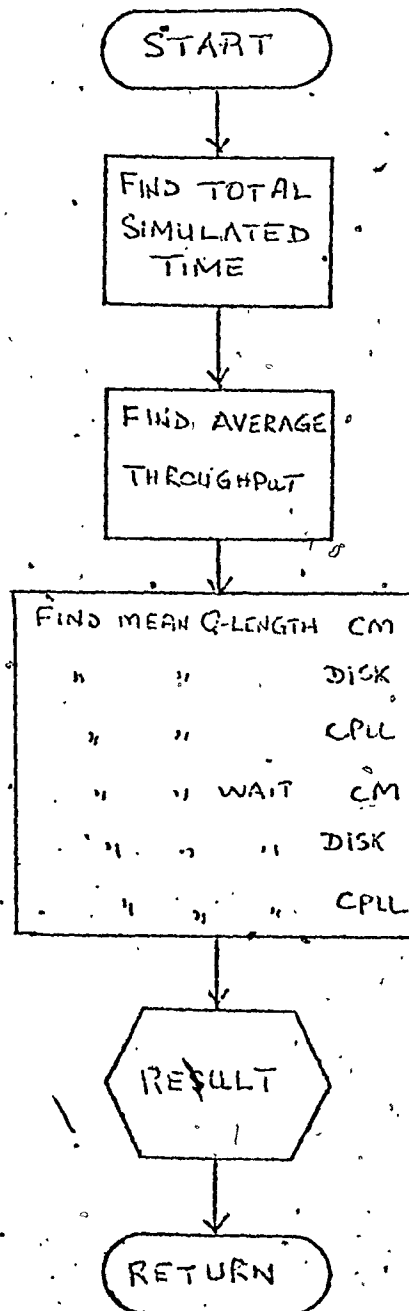 START
FIND TOTAL
SIMULATED
TIME
FIND AVERAGE
THROUGHPUT
FIND MEAN Q-LENGTH CM
" " DISK
" " CPU
" " WAIT CM
" " " DISK
" " " CPU
RESULT
RETURN